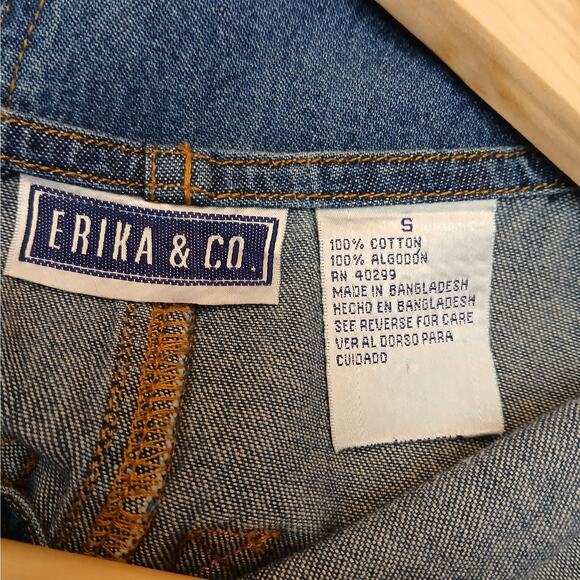 ERIKA & CO.
S
100% COTTON
100% ALGODON
RN 40299
MADE IN BANGLADESH
HECHO EN BANGLADESH
SEE REVERSE FOR CARE
VER AL DORSO PARA
CUIDADO